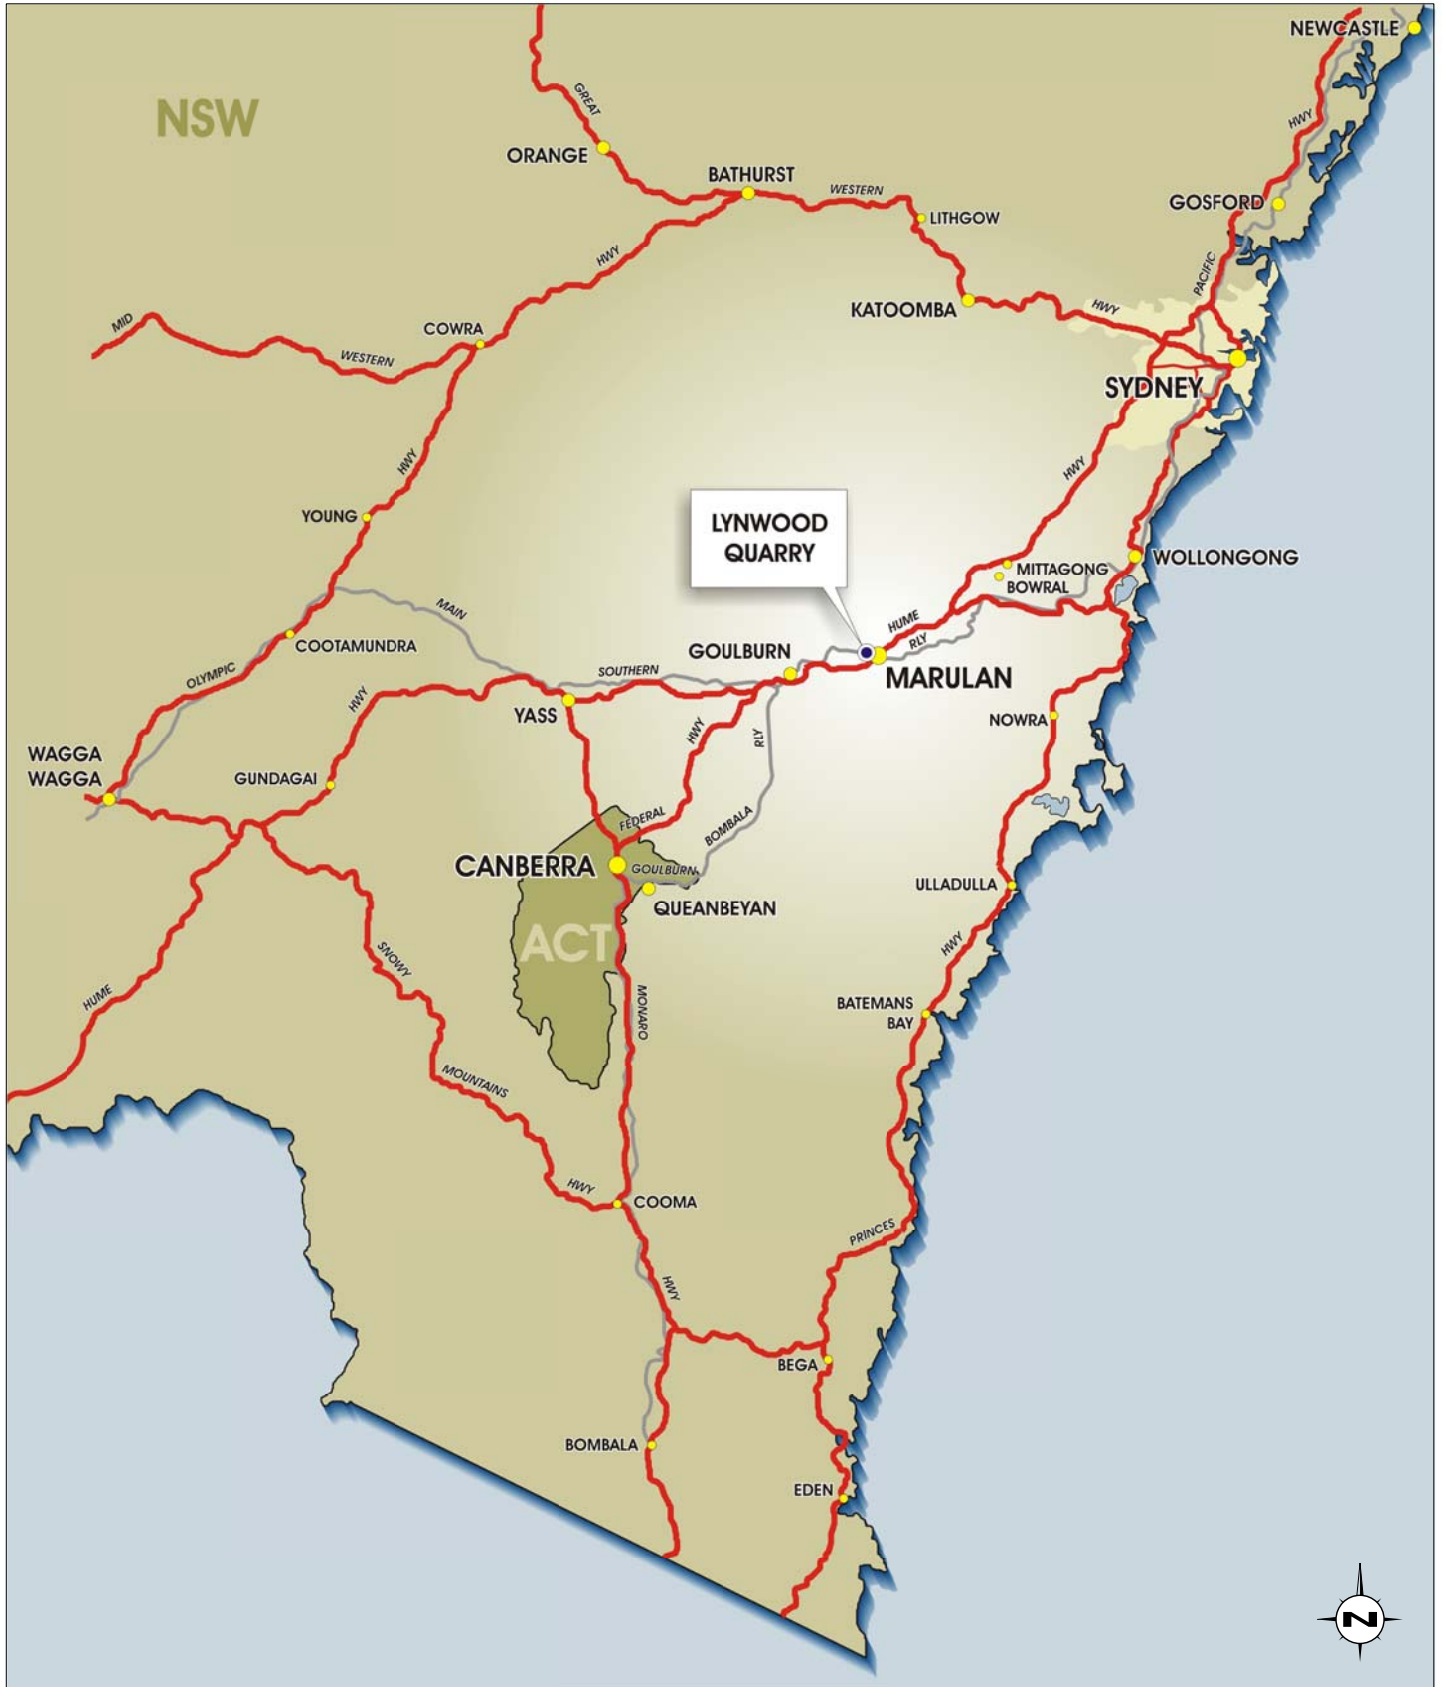 NEWCASTLE
NSW
GREAT
HWY
ORANGE
BATHURST
WESTERN
LITHGOW
GOSFORD
HWY
PACIFIC
KATOOMBA
HWY
MID
COWRA
WESTERN
SYDNEY
HWY
HWY
LYNWOOD
QUARRY
YOUNG
WOLLONGONG
MITTAGONG
BOWRAL
MAIN
HUME
RLY
COOTAMUNDRA
GOULBURN
OLYMPIC
SOUTHERN
MARULAN
HWY
YASS
NOWRA
HWY
RLY
WAGGA
WAGGA
GUNDAGAI
FEDERAL
BOMBALA
CANBERRA
GOULBURN
ULLADULLA
QUEANBEYAN
ACT
HWY
SNOWY
HUME
MONARO
BATEMANS
BAY
MOUNTAINS
HWY
COOMA
PRINCES
HWY
BEGA
BOMBALA
EDEN
N